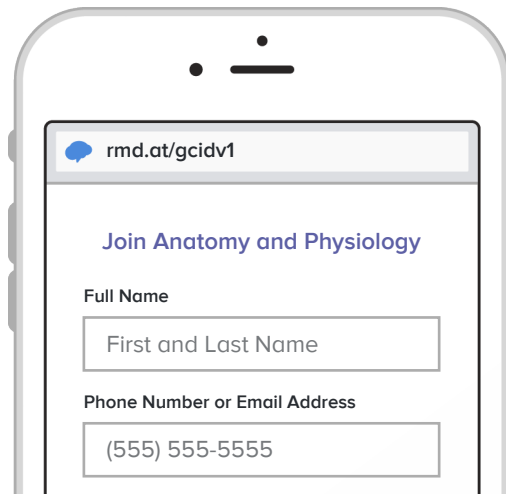 rmd.at/gcidv1
Join Anatomy and Physiology
Full Name
First and Last Name
Phone Number or Email Address
(555) 555-5555